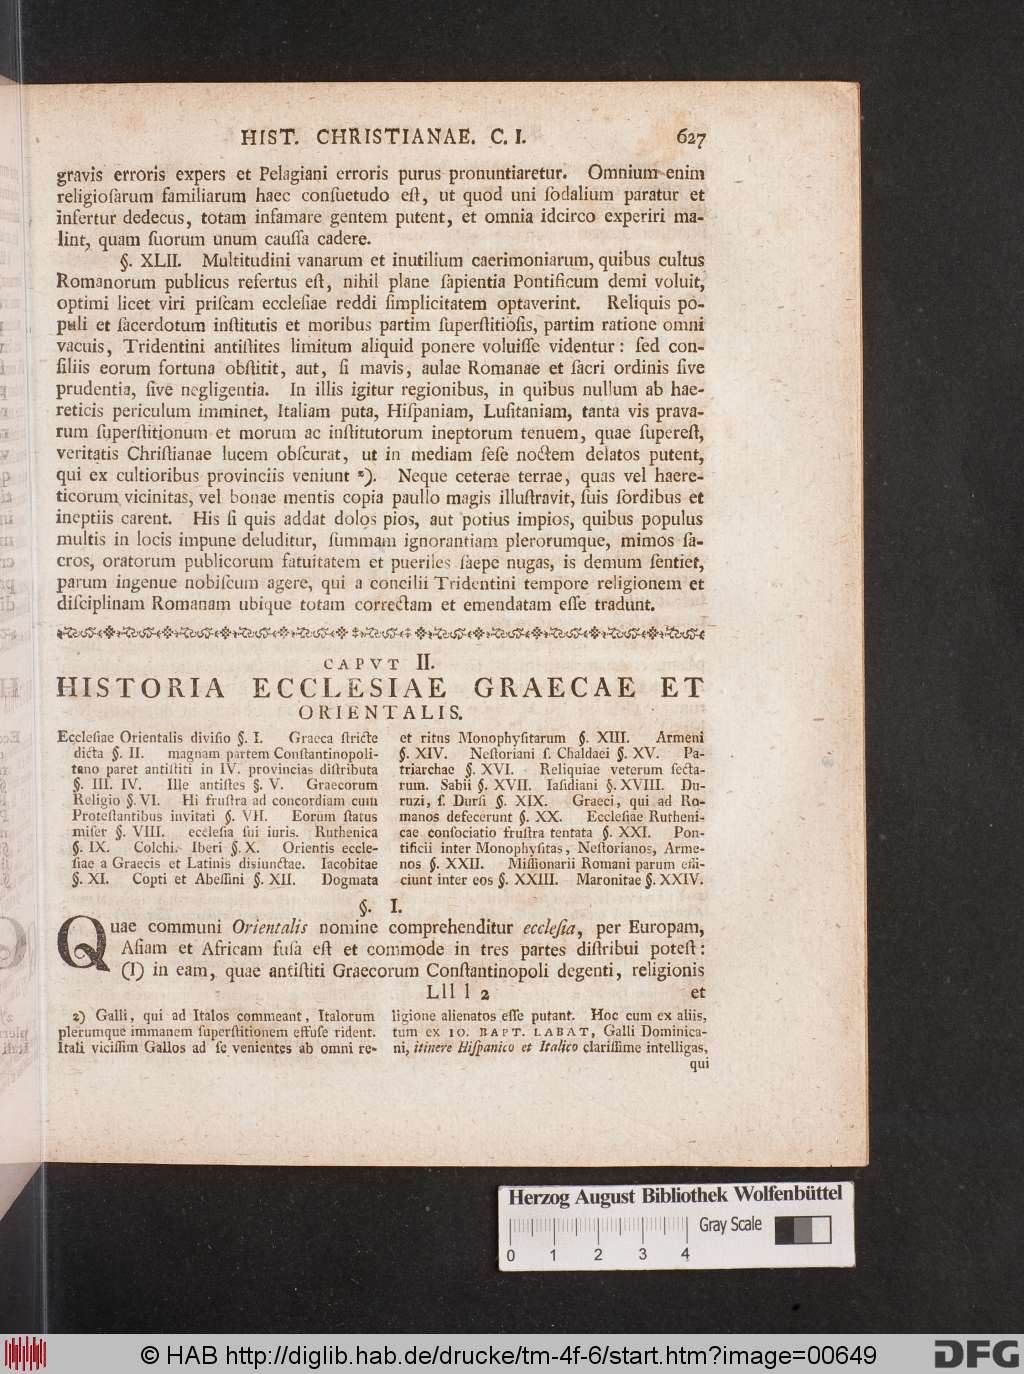 HIST. CHRISTIANAE. C. I. 627
gravis erroris expers et Pelagiani erroris purus pronuntiaretur. Omnium enim
religioſarum familiarum haec conſuetudo eſt, ut quod uni ſodalium paratur et
infertur dedecus, totam infamare gentem putent, et omnia idcirco experiri ma-
lint, quam ſuorum unum cauſſa cadere.
§. XLII. Multitudini vanarum et inutilium caerimoniarum, quibus cultus
Romanorum publicus refertus eſt, nihil plane ſapientia Pontificum demi voluit,
optimi licet viri priſcam eccleſiae reddi ſimplicitatem optaverint. Reliquis po-
puli et ſacerdotum inſtitutis et moribus partim ſuperſtitioſis, partim ratione omni
vacuis, Tridentini antiſtites limitum aliquid ponere voluiſſe videntur: ſed con-
ſiliis eorum fortuna obſtitit, aut, ſi mavis, aulae Romanae et ſacri ordinis ſive
prudentia, ſive negligentia. In illis igitur regionibus, in quibus nullum ab hae-
reticis periculum imminet, Italiam puta, Hiſpaniam, Luſitaniam, tanta vis prava-
rum ſuperſtitionum et morum ac inſtitutorum ineptorum tenuem, quae ſupereſt,
veritatis Chriſtianae lucem obſcurat, ut in mediam ſeſe noctem delatos putent,
qui ex cultioribus provinciis veniunt z). Neque ceterae terrae, quas vel haere-
ticorum vicinitas, vel bonae mentis copia paullo magis illuſtravit, ſuis ſordibus et
ineptiis carent. His ſi quis addat dolos pios, aut potius impios, quibus populus
multis in locis impune deluditur, ſummam ignorantiam plerorumque, mimos ſa-
cros, oratorum publicorum fatuitatem et pueriles ſaepe nugas, is demum ſentiet,
parum ingenue nobiſcum agere, qui a concilii Tridentini tempore religionem et
diſciplinam Romanam ubique totam correctam et emendatam eſſe tradunt.
CAPVT II.
HISTORIA ECCLESIAE GRAECAE ET
ORIENTALIS.
Eccleſiae Orientalis diviſio §. I. Graeca ſtricte
dicta §. II. magnam partem Conſtantinopoli-
tano paret antiſtiti in IV. provincias diſtributa
§. III. IV. Ille antiſtes §. V. Graecorum
Religio §. VI. Hi fruſtra ad concordiam cum
Proteſtantibus invitati §. VII. Eorum ſtatus
miſer §. VIII. eccleſia ſui iuris. Ruthenica
§. IX. Colchi. Iberi §. X. Orientis eccle-
ſiae a Graecis et Latinis disiunctae. Iacobitae
§. XI. Copti et Abeſſini §. XII. Dogmata
et ritus Monophyſitarum §. XIII. Armeni
§. XIV. Neſtoriani ſ. Chaldaei §. XV. Pa-
triarchae §. XVI. Reliquiae veterum ſecta-
rum. Sabii §. XVII. Iaſidiani §. XVIII. Du-
ruzi, ſ. Durſi §. XIX. Graeci, qui ad Ro-
manos defecerunt §. XX. Eccleſiae Rutheni-
cae conſociatio fruſtra tentata §. XXI. Pon-
tificii inter Monophyſitas, Neſtorianos, Arme-
nos §. XXII. Miſſionarii Romani parum effi-
ciunt inter eos §. XXIII. Maronitae §. XXIV.
§. I.
Quae communi Orientalis nomine comprehenditur eccleſia, per Europam,
Aſiam et Africam fuſa eſt et commode in tres partes diſtribui poteſt:
(I) in eam, quae antiſtiti Graecorum Conſtantinopoli degenti, religionis
Llll 2 et
z) Galli, qui ad Italos commeant, Italorum
plerumque immanem ſuperſtitionem effuſe rident.
Itali viciſſim Gallos ad ſe venientes ab omni re-
ligione alienatos eſſe putant. Hoc cum ex aliis,
tum ex IO. BAPT. LABAT, Galli Dominica-
ni, itinere Hiſpanico et Italico clariſſime intelligas,
qui
Herzog August Bibliothek Wolfenbüttel
Gray Scale
0 1 2 3 4
© HAB http://diglib.hab.de/drucke/tm-4f-6/start.htm?image=00649
DFG